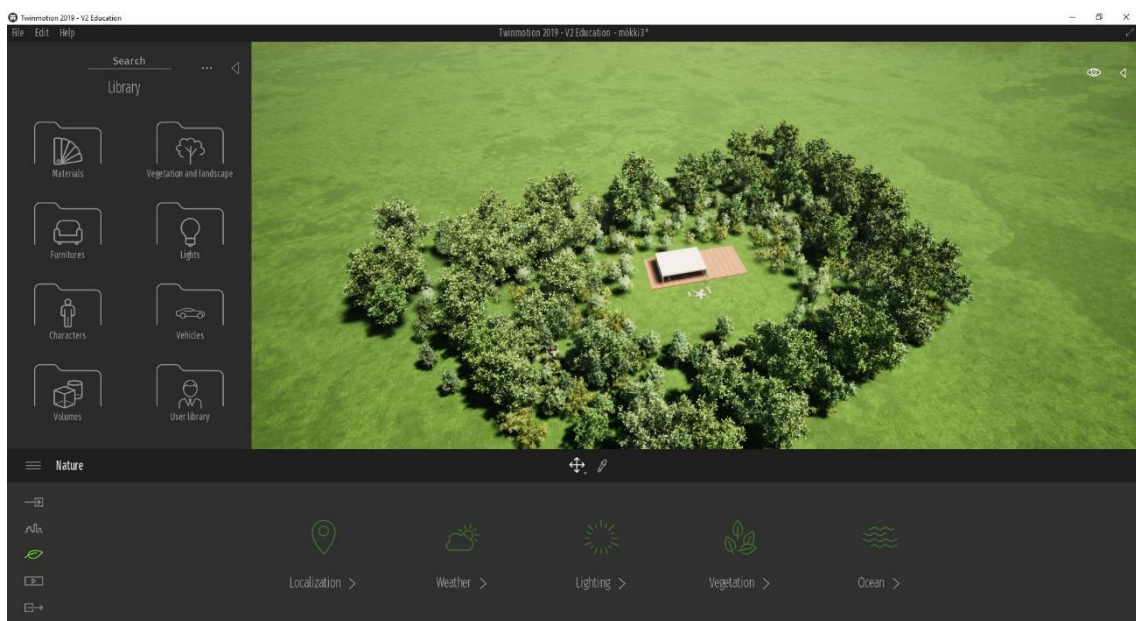 Twinmotion 2019 - V2 Education
File Edit Help
Twinmotion 2019 - V2 Education - mökki3*
Search
...
Library
Materials
Vegetation and landscape
Furnitures
Lights
Characters
Vehicles
Volumes
User library
Nature
Localization >
Weather >
Lighting >
Vegetation >
Ocean >